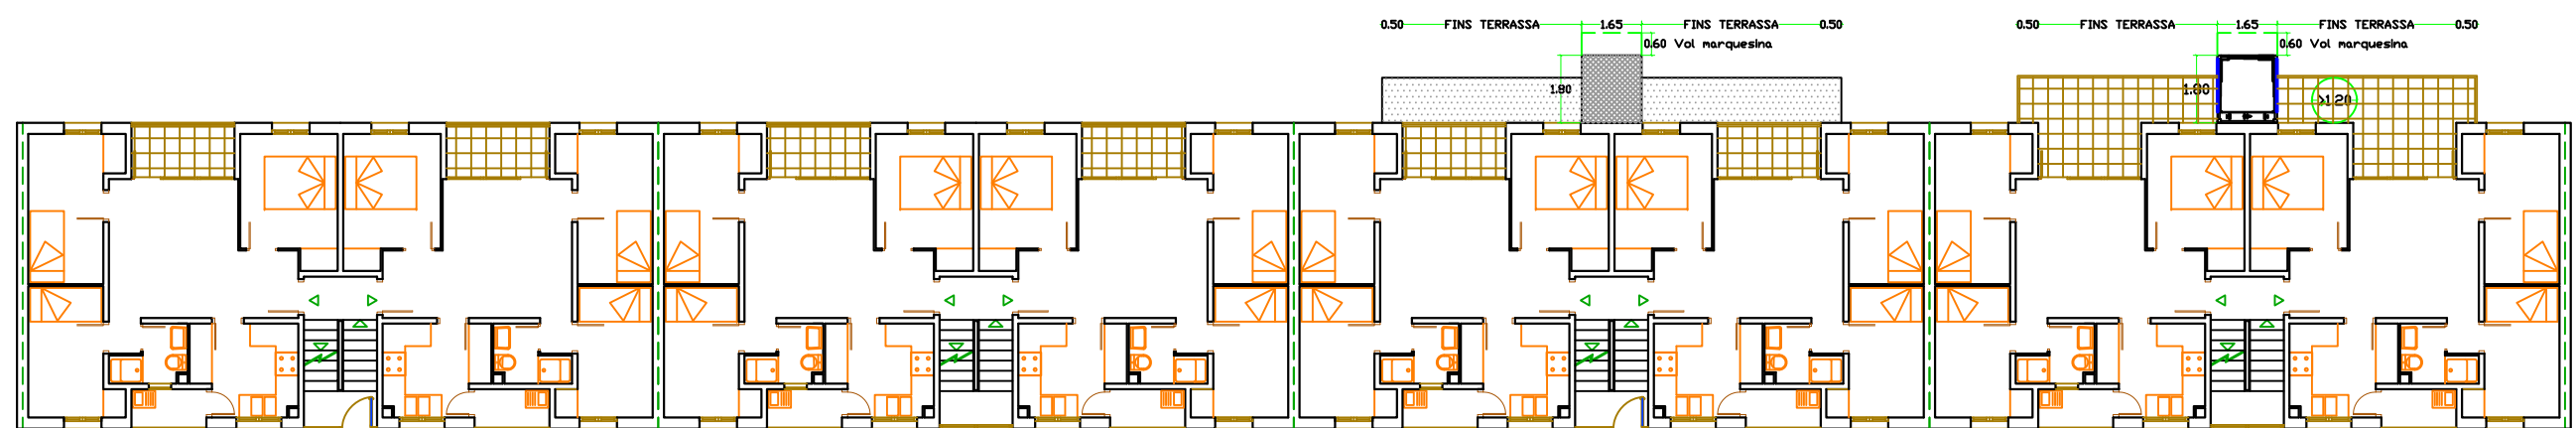 0.50 FINS TERRASSA 1.65 FINS TERRASSA 0.50
0.60 Vol marquesina
1.80
0.50 FINS TERRASSA 1.65 FINS TERRASSA 0.50
0.60 Vol marquesina
1.80
>1.20